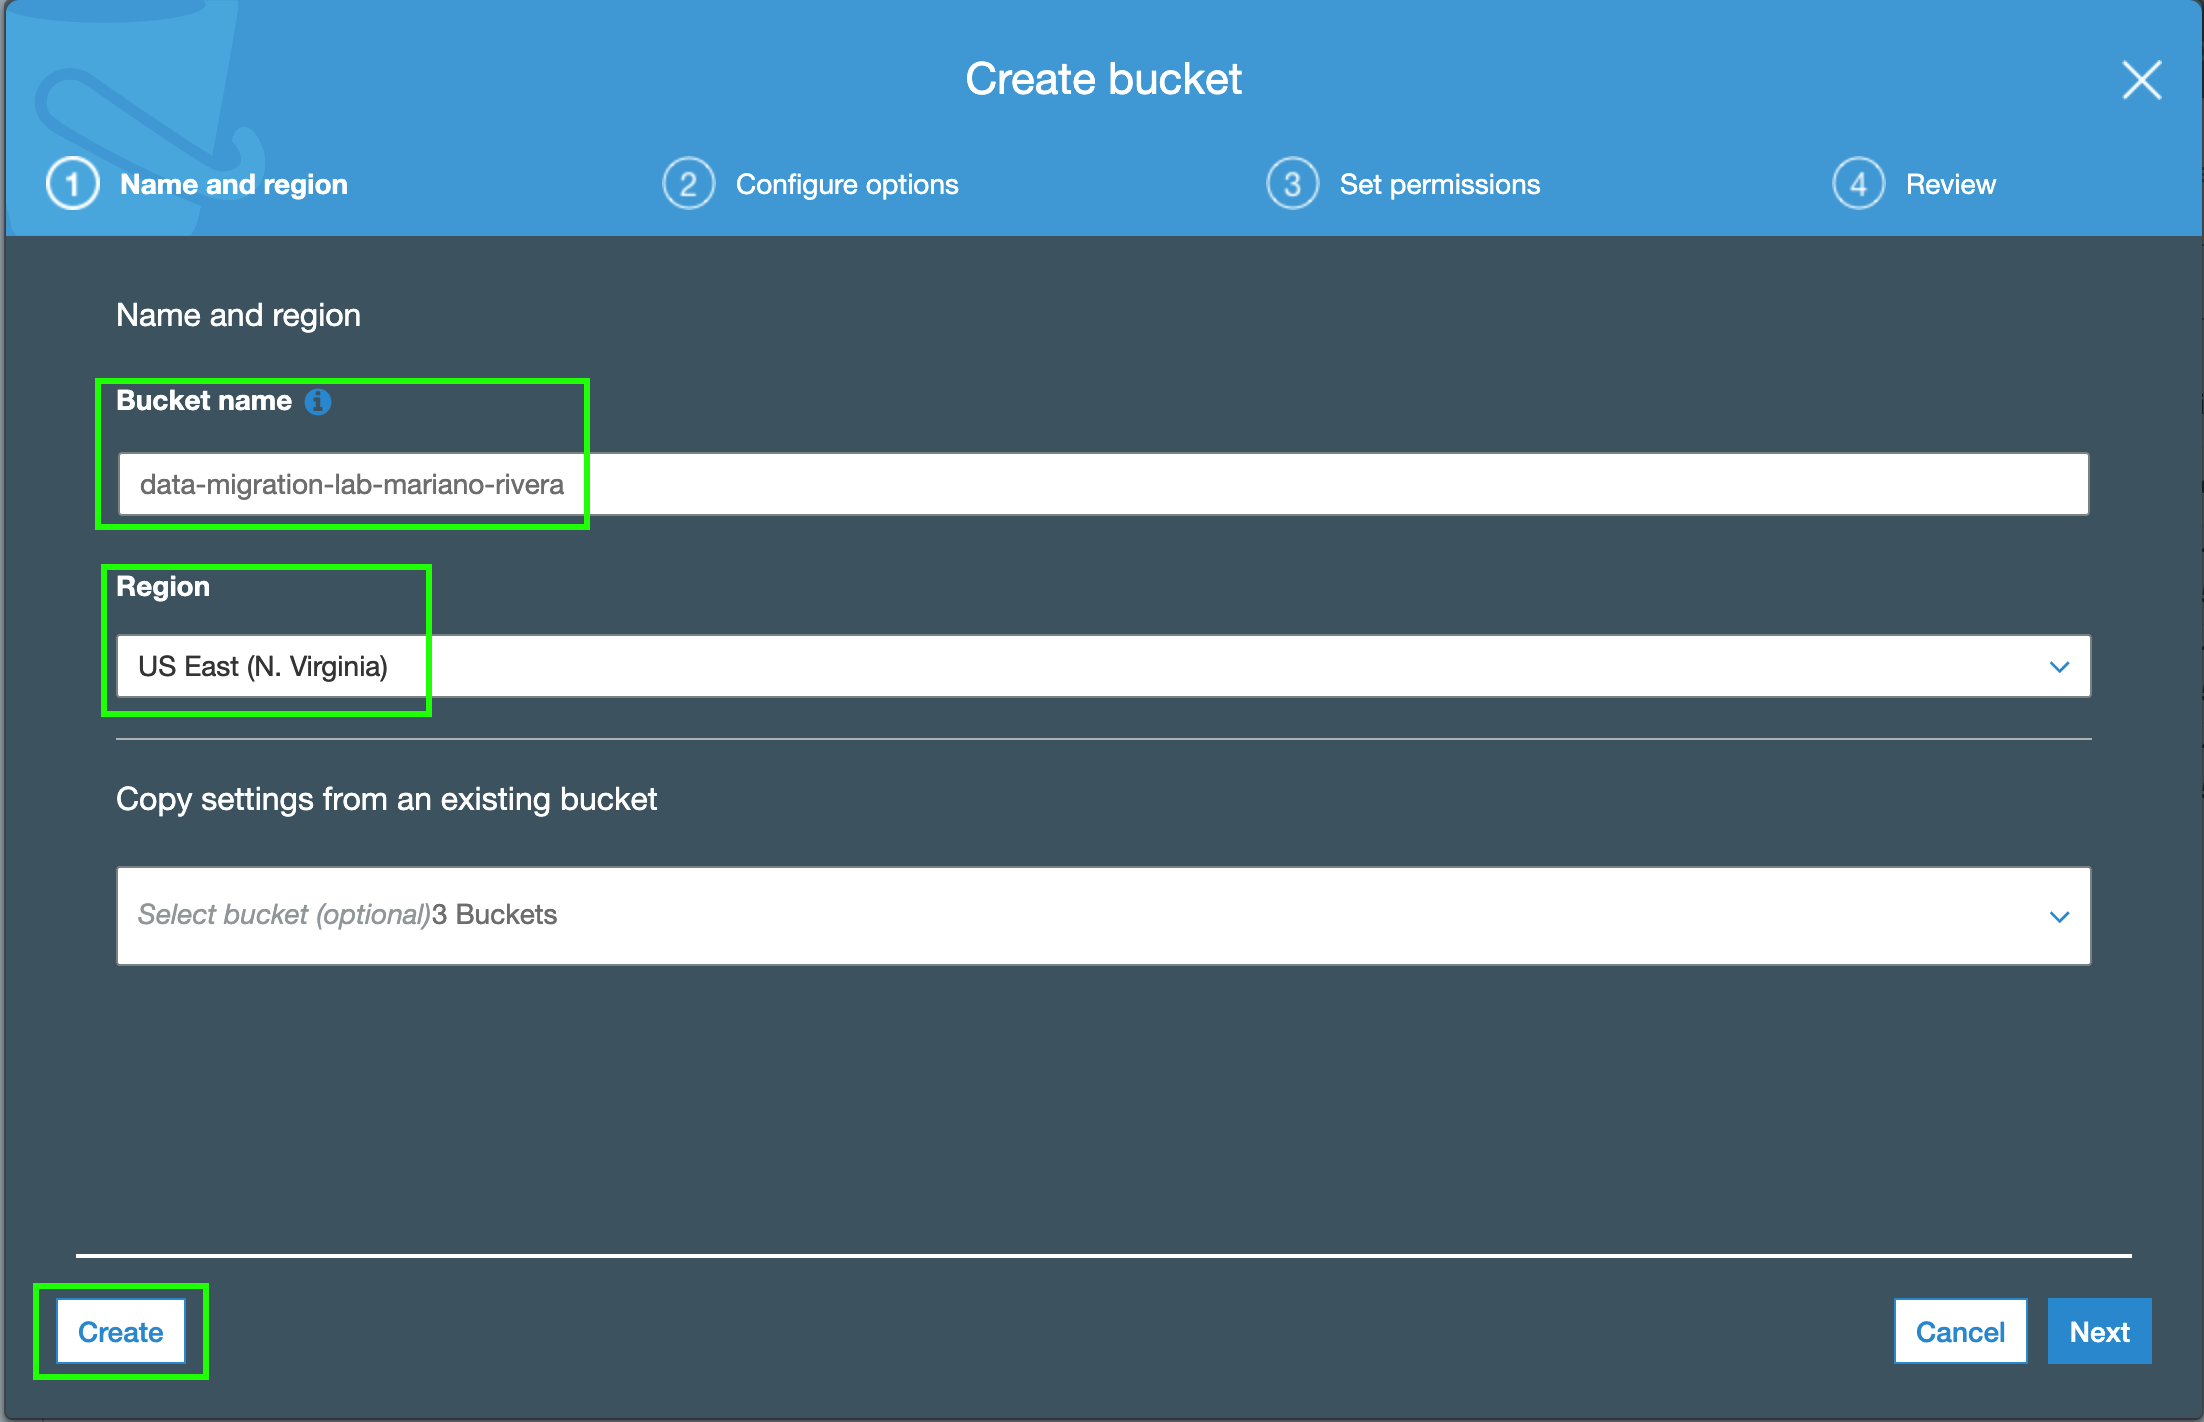 Create bucket
1 Name and region 2 Configure options 3 Set permissions 4 Review
Name and region
Bucket name
data-migration-lab-mariano-rivera
Region
US East (N. Virginia)
Copy settings from an existing bucket
Select bucket (optional)3 Buckets
Create Cancel Next